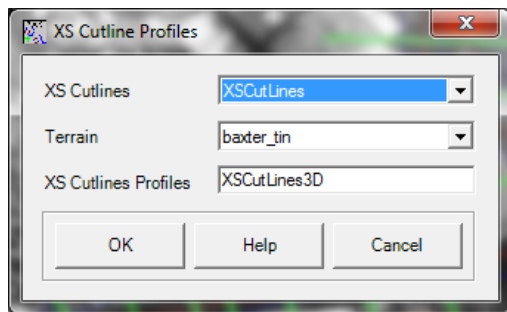 XS Cutline Profiles
XS Cutlines XSCutLines
Terrain baxter_tin
XS Cutlines Profiles XSCutLines3D
OK Help Cancel